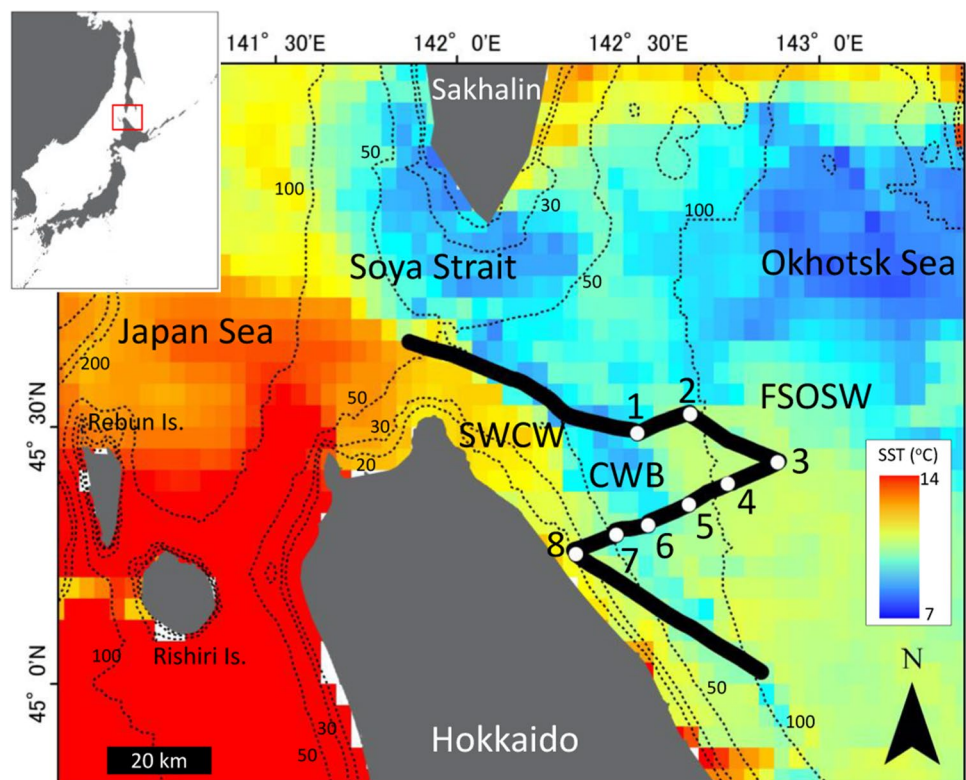 141° 30'E 142° 0'E 142° 30'E 143° 0'E
Sakhalin
50
100
30
100
50
Soya Strait
Okhotsk Sea
Japan Sea
200
45° 30'N
50
30
20
Rebun Is.
SWCW
1
2
FSOSW
3
CWB
4
5
6
7
8
SST (°C)
14
7
45° 0'N
100
Rishiri Is.
30
50
50
100
N
Hokkaido
20 km